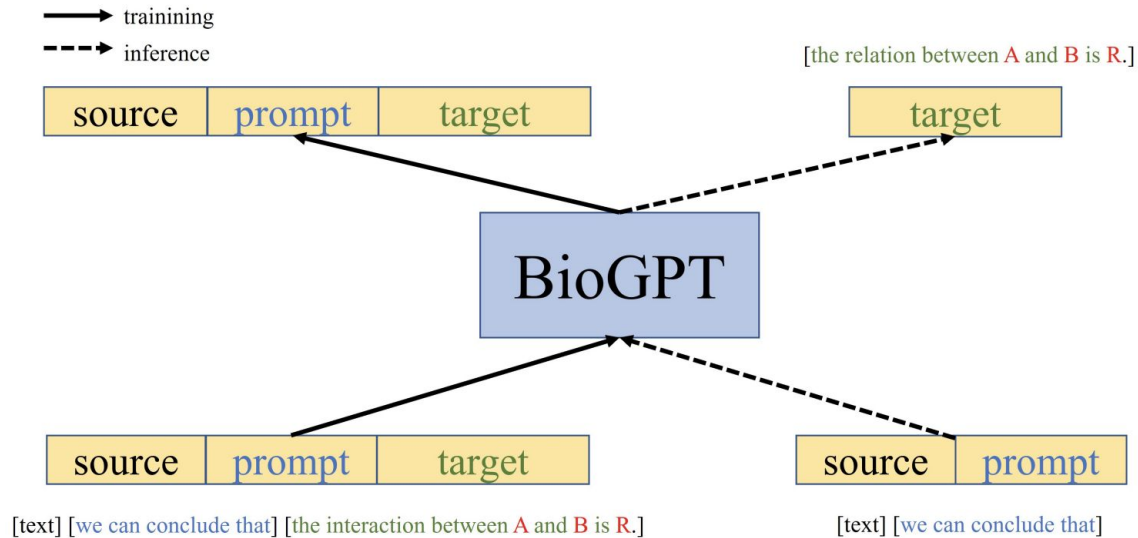 trainining
inference
[the relation between A and B is R.]
source prompt target
target
BioGPT
source prompt target
source prompt
[text] [we can conclude that] [the interaction between A and B is R.]
[text] [we can conclude that]